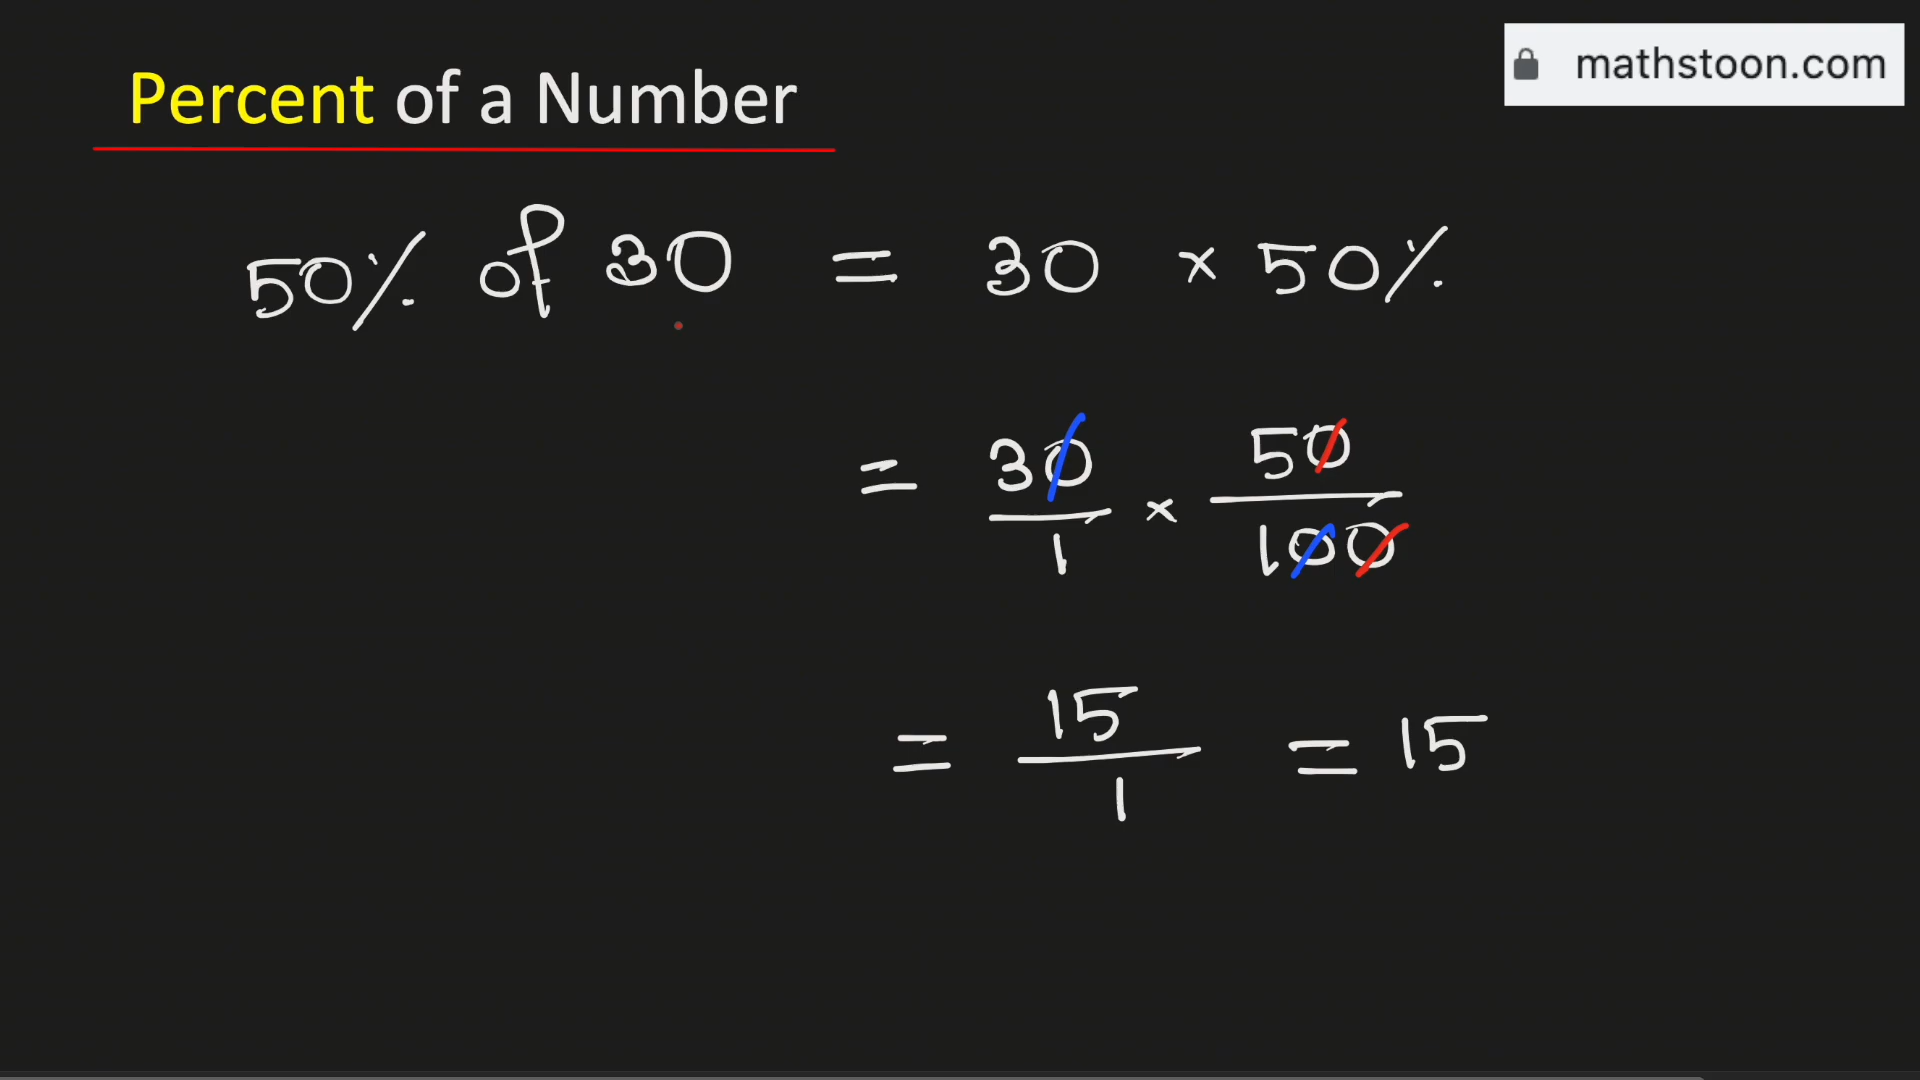 mathstoon.com
Percent of a Number
50% of 30 = 30 × 50%
= 30/1 × 50/100
= 15/1 = 15